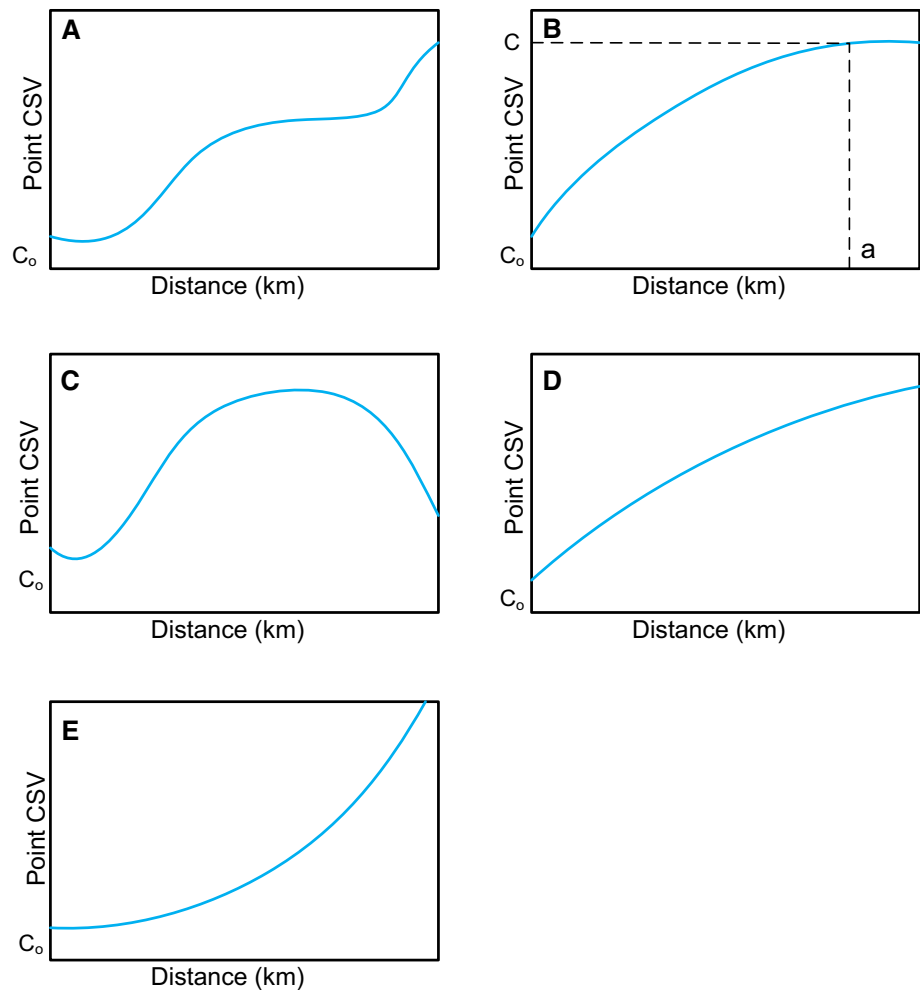 A
Point CSV
Cₒ
Distance (km)
B
C
Point CSV
Cₒ
a
Distance (km)
C
Point CSV
Cₒ
Distance (km)
D
Point CSV
Cₒ
Distance (km)
E
Point CSV
Cₒ
Distance (km)